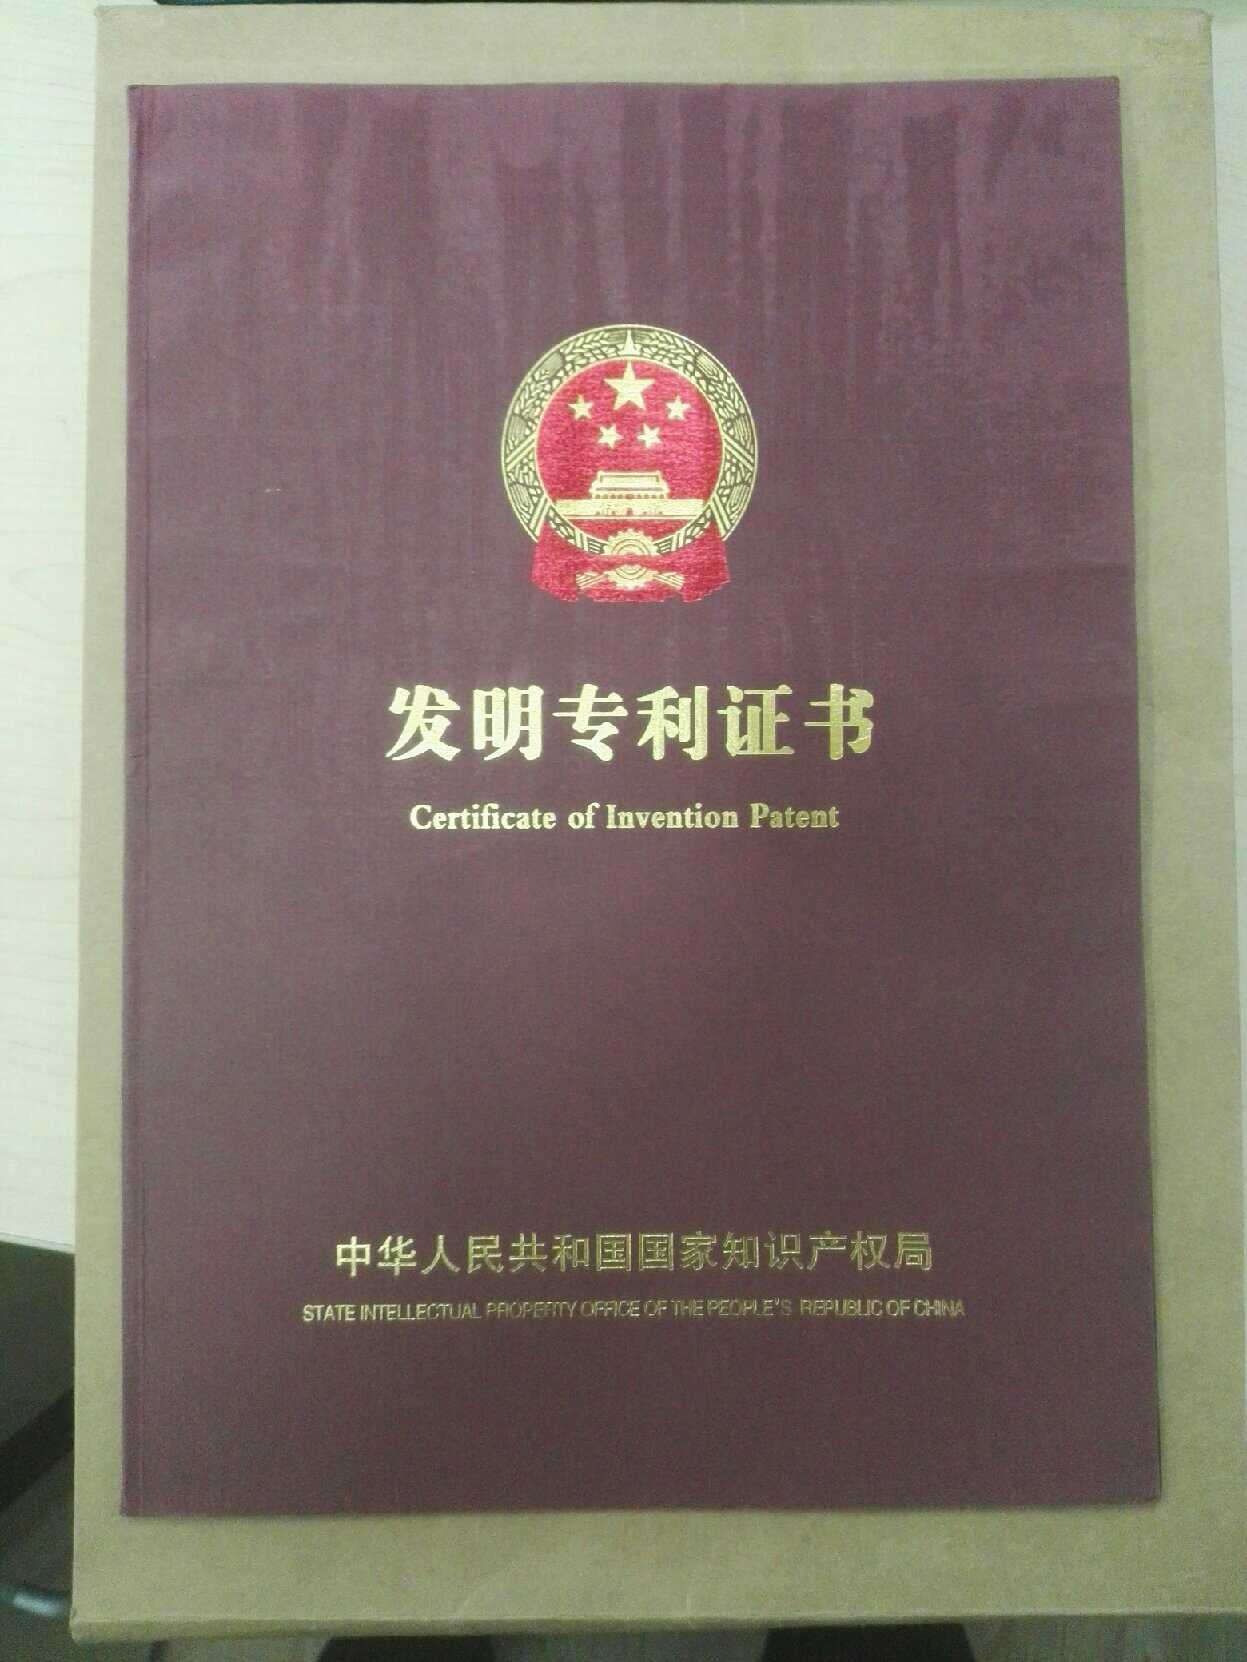 发明专利证书
Certificate of Invention Patent
中华人民共和国国家知识产权局
STATE INTELLECTUAL PROPERTY OFFICE OF THE PEOPLE'S REPUBLIC OF CHINA